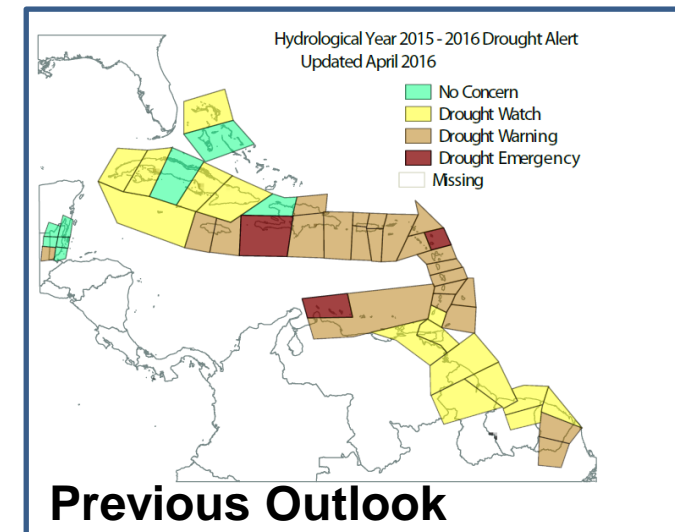 Hydrological Year 2015 - 2016 Drought Alert
Updated April 2016
No Concern
Drought Watch
Drought Warning
Drought Emergency
Missing
Previous Outlook